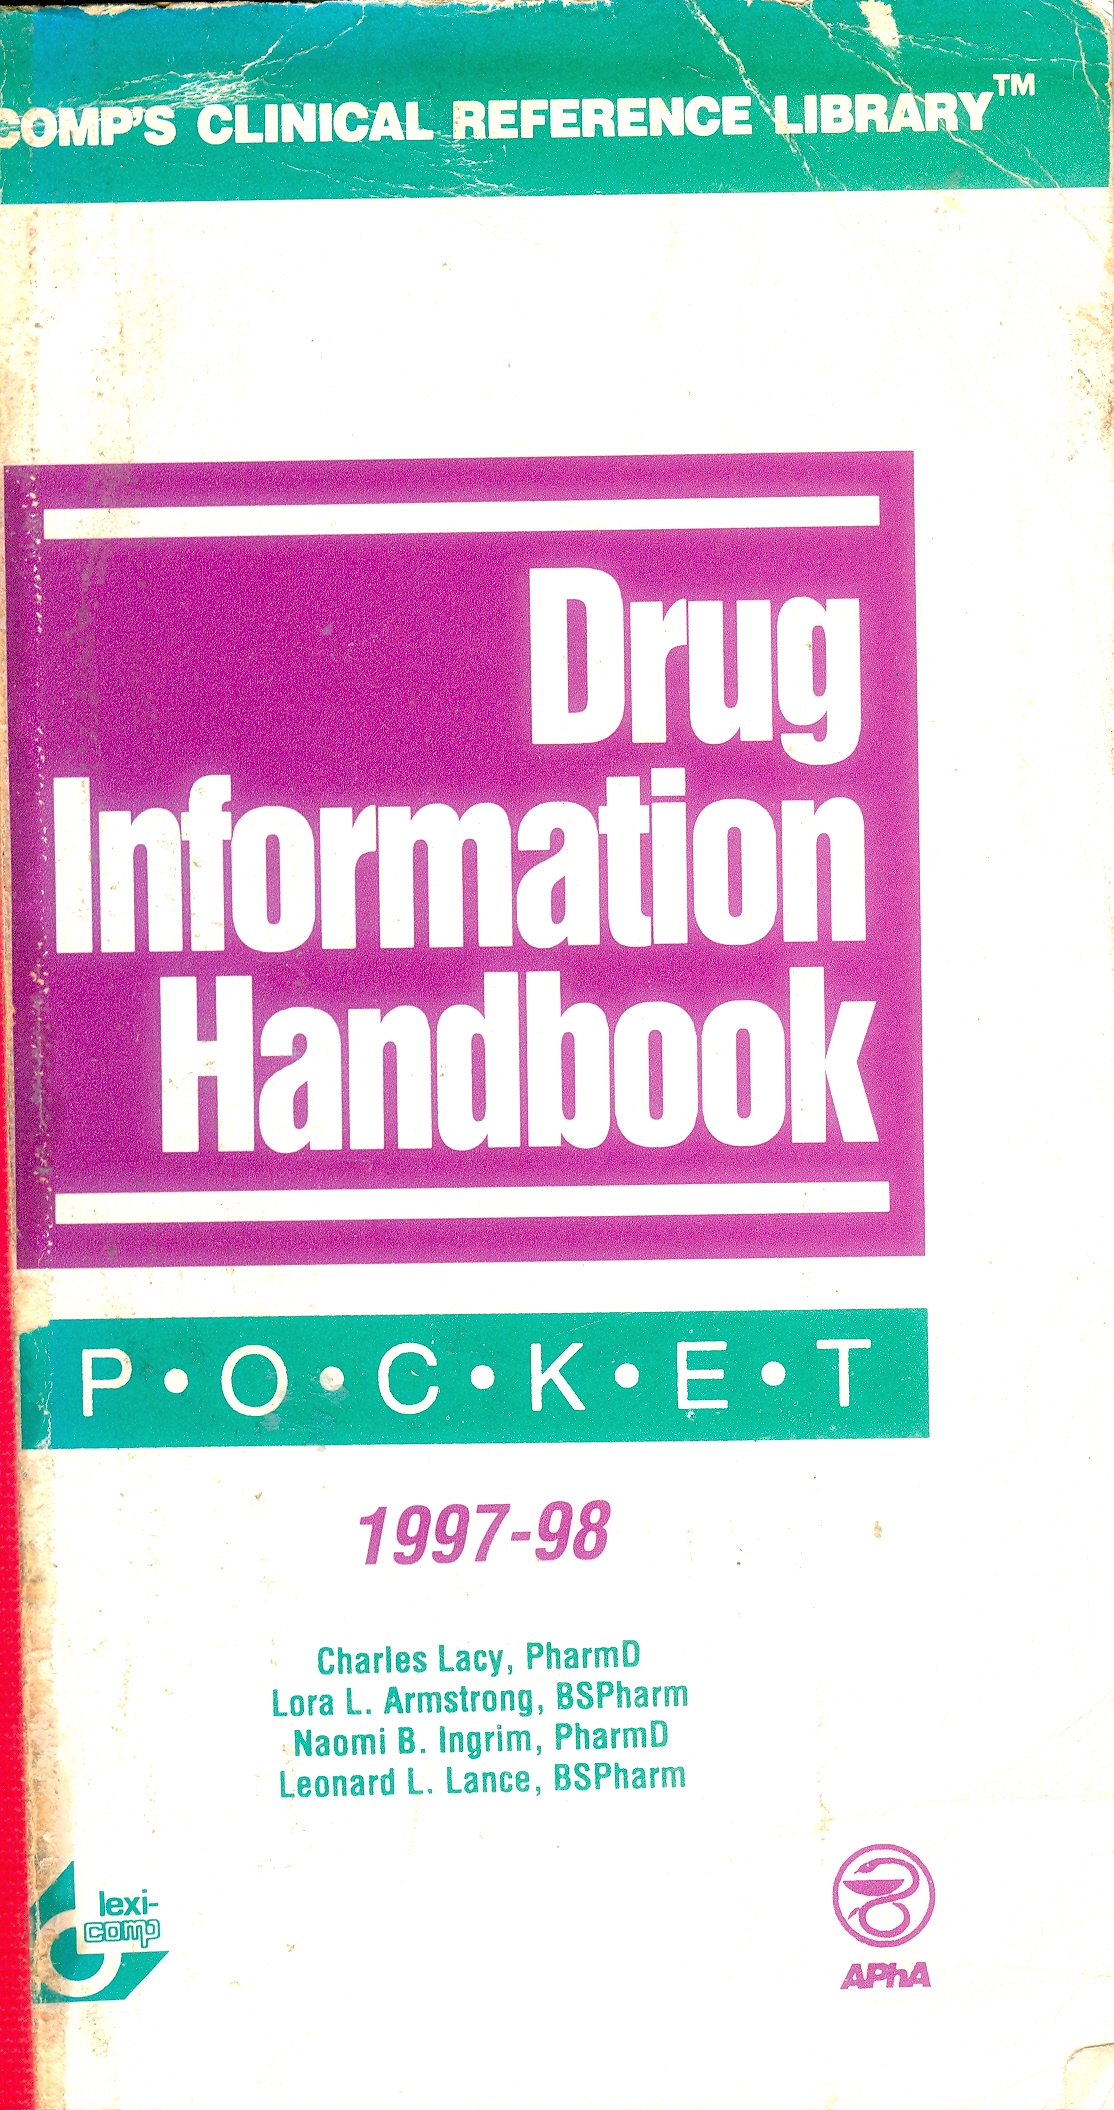 COMP'S CLINICAL REFERENCE LIBRARY™
Drug
Information
Handbook
P•O•C•K•E•T
1997-98
Charles Lacy, PharmD
Lora L. Armstrong, BSPharm
Naomi B. Ingrim, PharmD
Leonard L. Lance, BSPharm
lexi-
comp
APhA